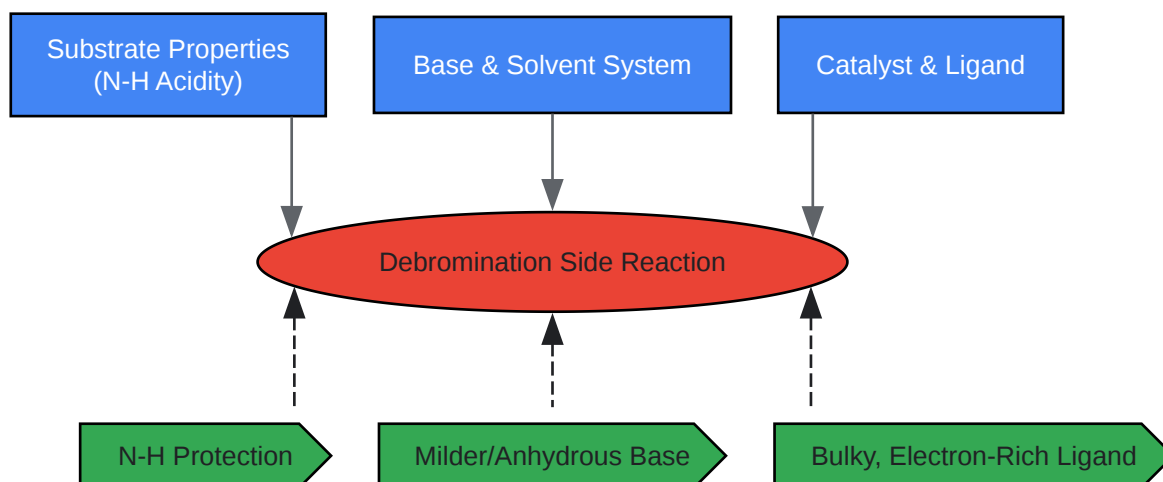 Substrate Properties
(N-H Acidity)
Base & Solvent System
Catalyst & Ligand
Debromination Side Reaction
N-H Protection
Milder/Anhydrous Base
Bulky, Electron-Rich Ligand